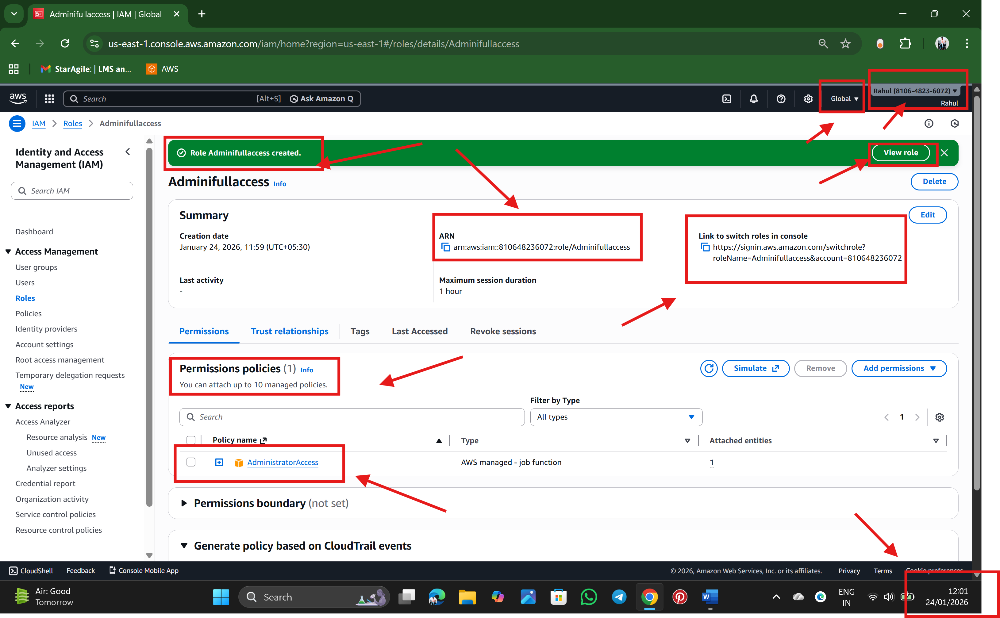 Adminifullaccess | IAM | Global
us-east-1.console.aws.amazon.com/iam/home?region=us-east-1#/roles/details/Adminifullaccess
StarAgile: | LMS an...
AWS
aws
Search
[Alt+S]
Ask Amazon Q
Global
Rahul (8106-4823-6072)
Rahul
IAM
Roles
Adminifullaccess
Identity and Access
Management (IAM)
Search IAM
Dashboard
Access Management
User groups
Users
Roles
Policies
Identity providers
Account settings
Root access management
Temporary delegation requests
New
Access reports
Access Analyzer
Resource analysis New
Unused access
Analyzer settings
Credential report
Organization activity
Service control policies
Resource control policies
Role Adminifullaccess created.
View role
Adminifullaccess Info
Delete
Summary
Edit
Creation date
January 24, 2026, 11:59 (UTC+05:30)
ARN
arn:aws:iam::810648236072:role/Adminifullaccess
Link to switch roles in console
https://signin.aws.amazon.com/switchrole?
roleName=Adminifullaccess&account=810648236072
Last activity
-
Maximum session duration
1 hour
Permissions
Trust relationships
Tags
Last Accessed
Revoke sessions
Permissions policies (1) Info
You can attach up to 10 managed policies.
Simulate
Remove
Add permissions
Filter by Type
Search
All types
1
Policy name
Type
Attached entities
AdministratorAccess
AWS managed - job function
1
Permissions boundary (not set)
Generate policy based on CloudTrail events
CloudShell
Feedback
Console Mobile App
© 2026, Amazon Web Services, Inc. or its affiliates.
Privacy
Terms
Cookie preferences
Air: Good
Tomorrow
Search
ENG
IN
12:01
24/01/2026